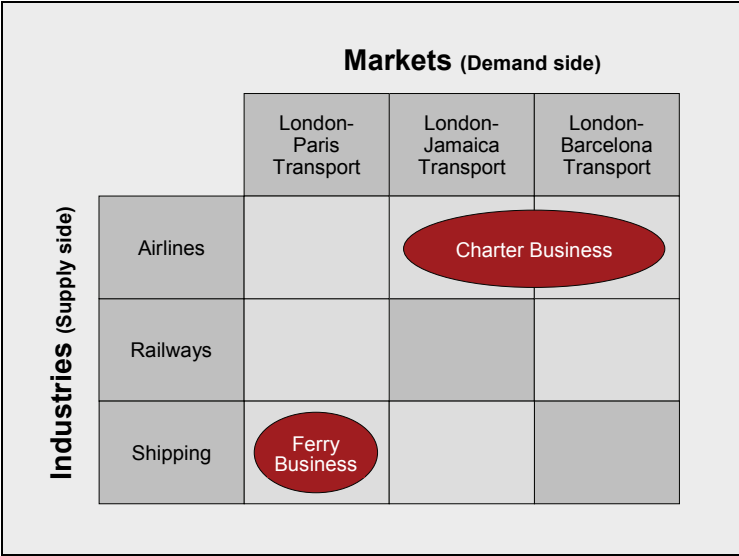 Markets (Demand side)
London-
Paris
Transport
London-
Jamaica
Transport
London-
Barcelona
Transport
Industries (Supply side)
Airlines
Charter Business
Railways
Shipping
Ferry
Business